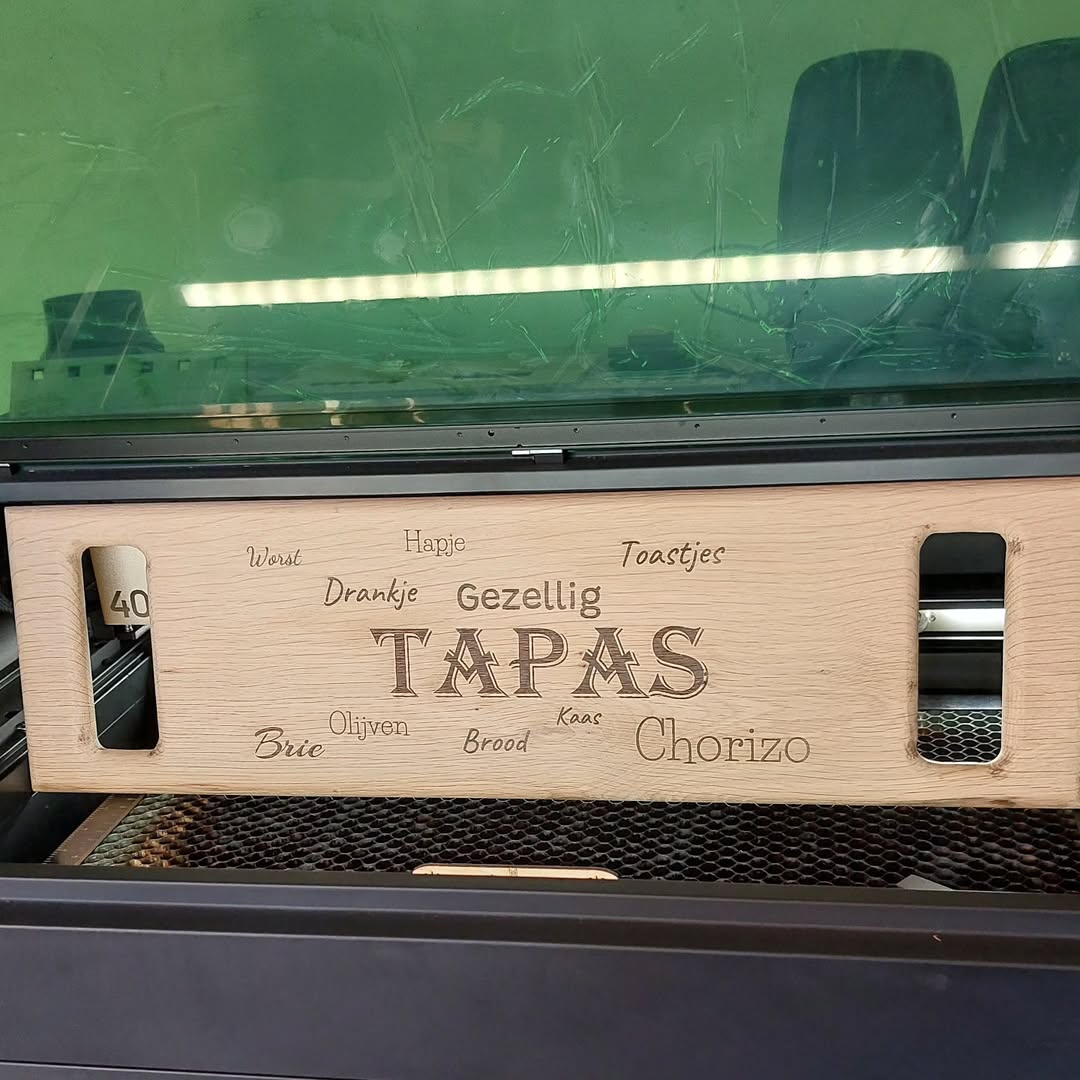 Hapje
Worst
Toastjes
Drankje
Gezellig
40
TAPAS
Kaas
Olijven
Brie
Brood
Chorizo